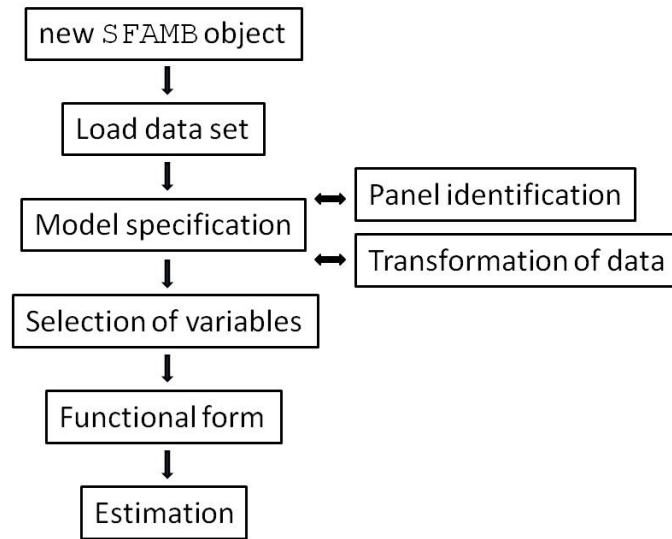 new SFAMB object
Load data set
Model specification
Panel identification
Transformation of data
Selection of variables
Functional form
Estimation